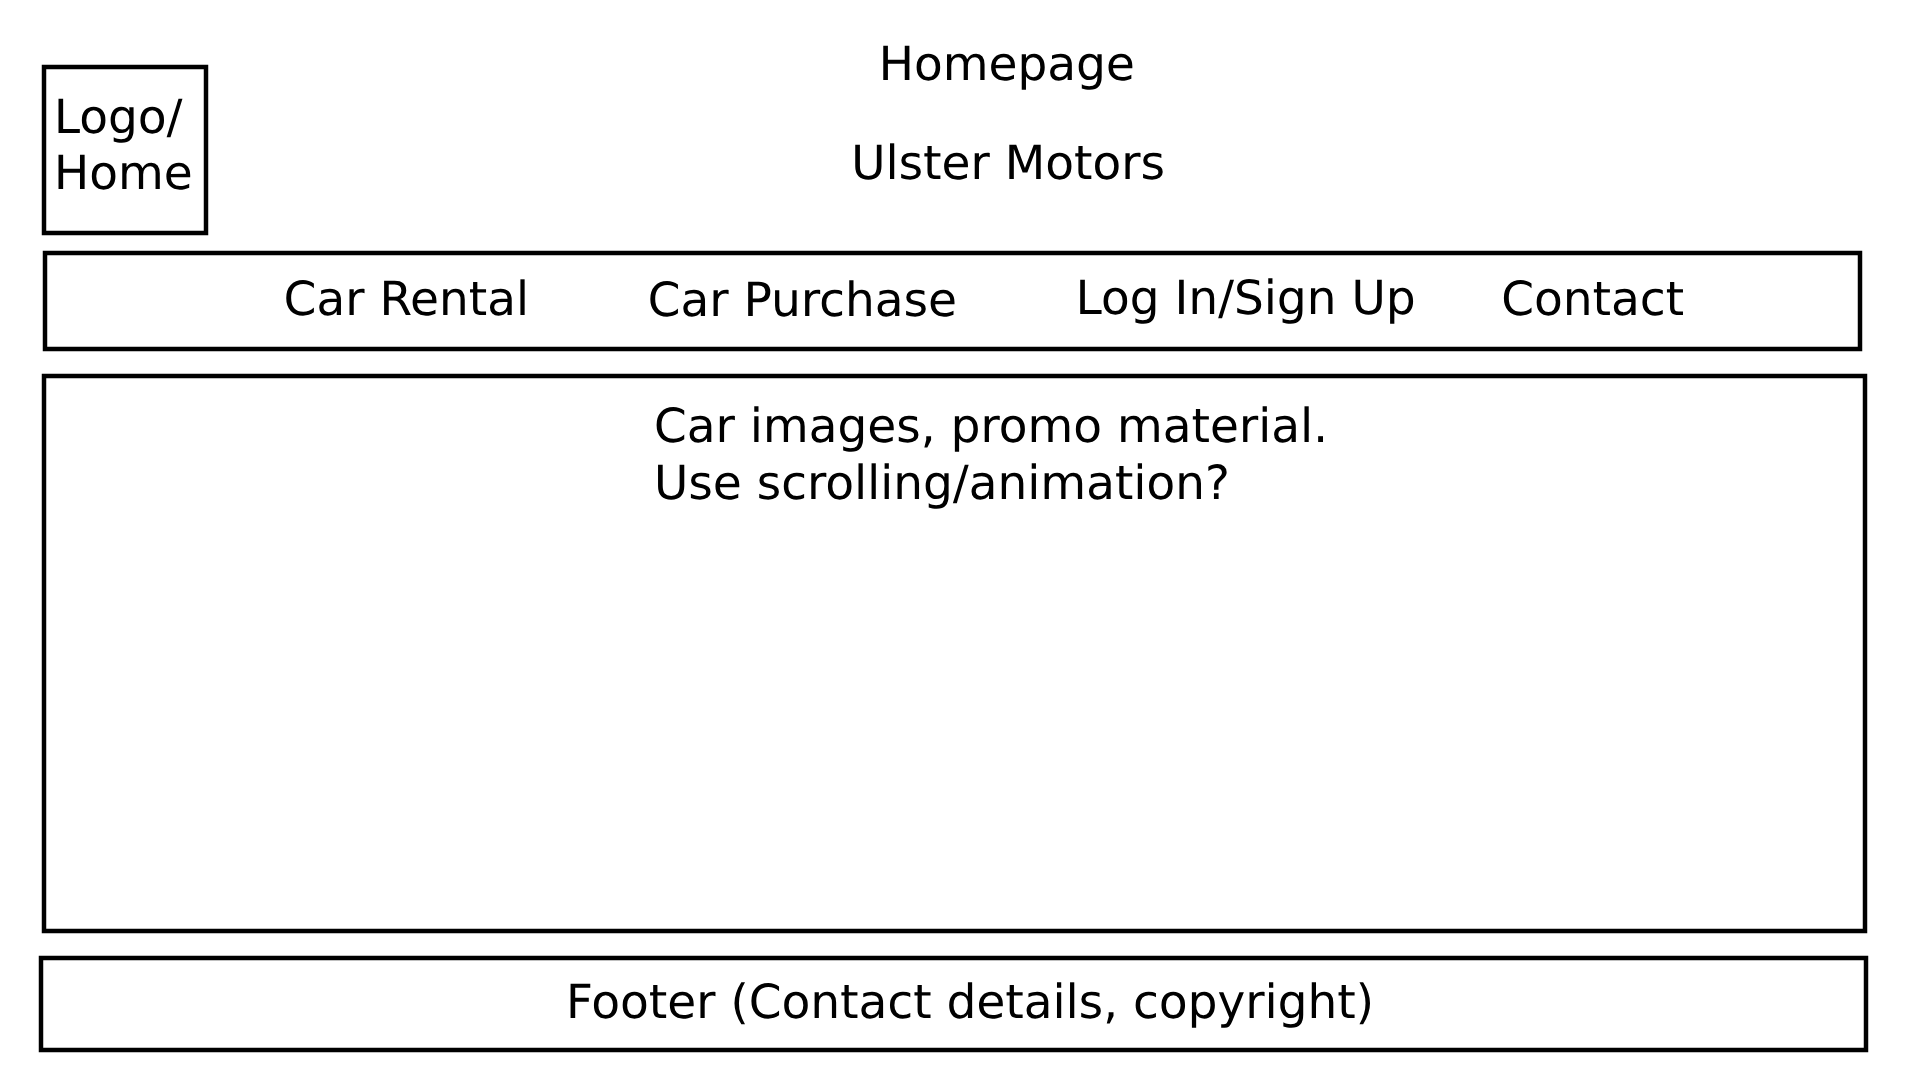 Homepage
Logo/
Home
Ulster Motors
Car Rental Car Purchase Log In/Sign Up Contact
Car images, promo material.
Use scrolling/animation?
Footer (Contact details, copyright)